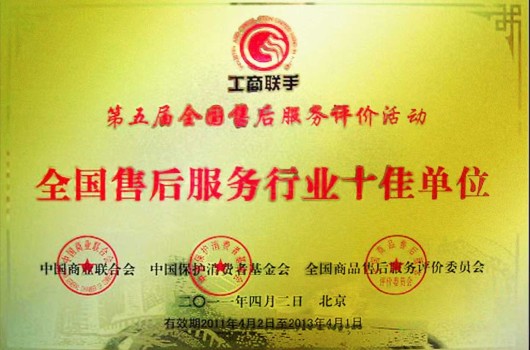 工商联手
第五届全国售后服务评价活动
全国售后服务行业十佳单位
中国商业联合会 中国保护消费者基金会 全国商品售后服务评价委员会
二〇一一年四月二日 北京
有效期2011年4月2日至2013年4月1日